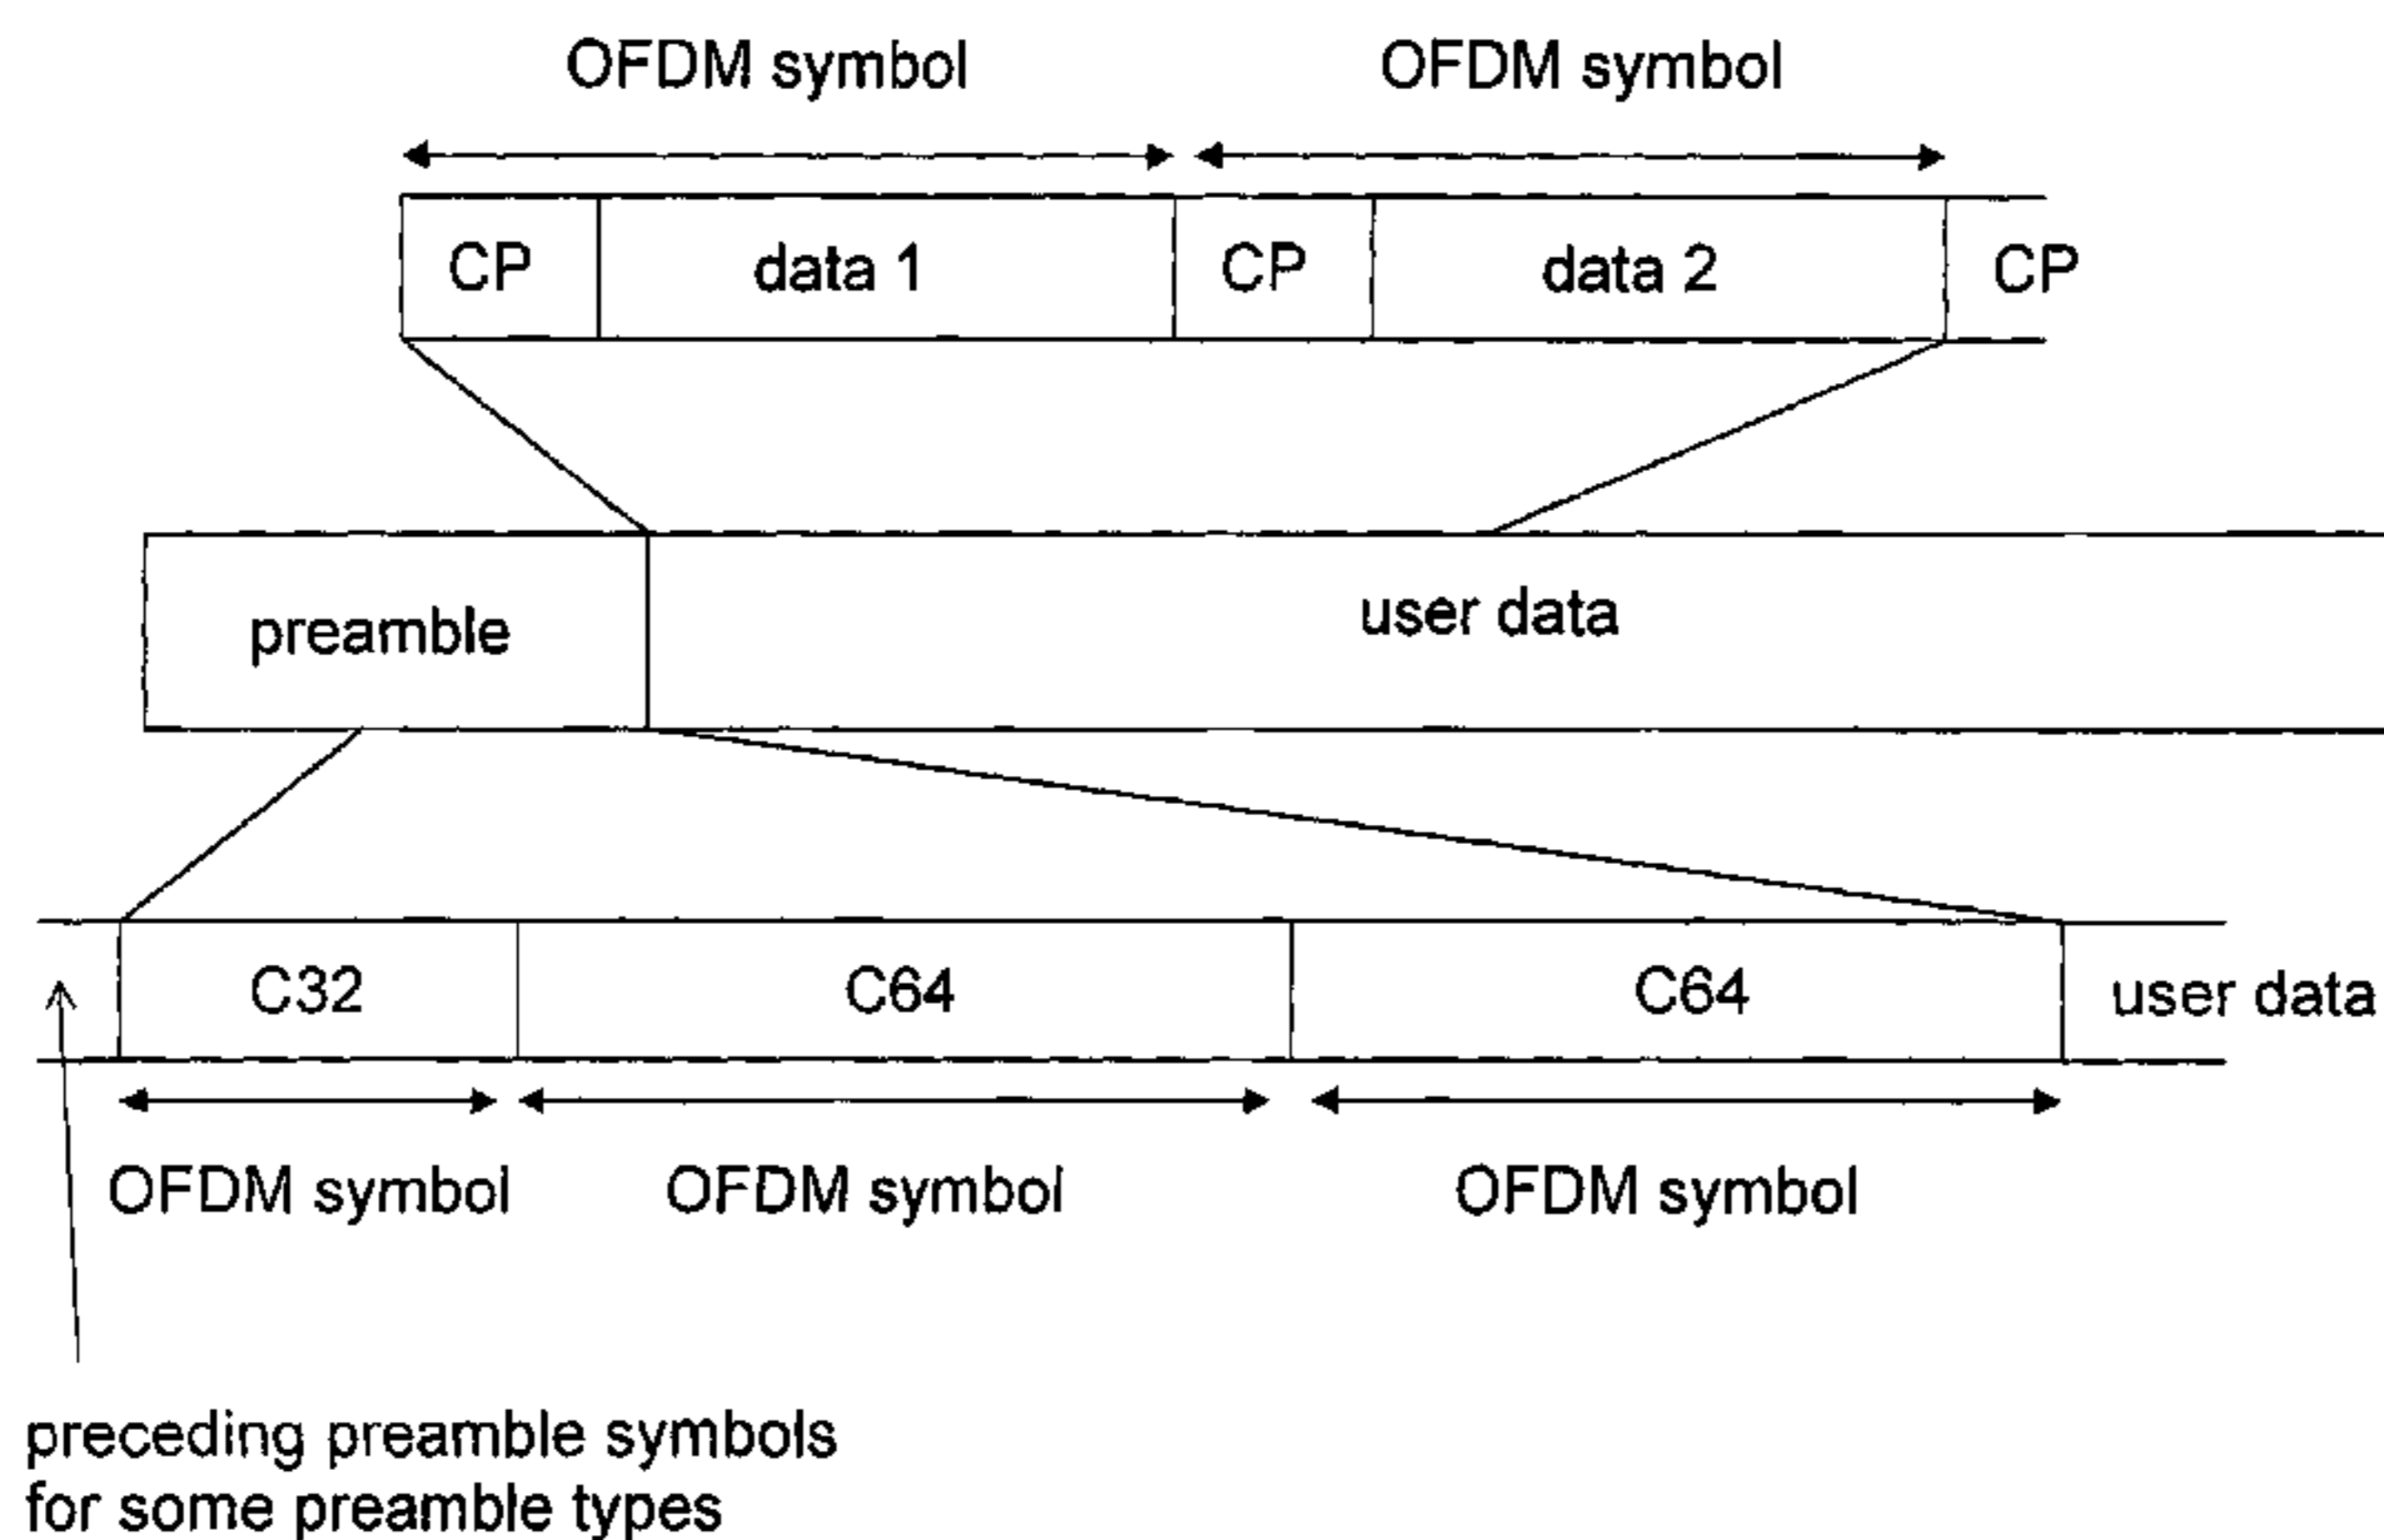 OFDM symbol OFDM symbol
CP data 1 CP data 2 CP
preamble user data
C32 C64 C64 user data
OFDM symbol OFDM symbol OFDM symbol
preceding preamble symbols
for some preamble types